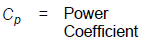 Cp = Power
Coefficient